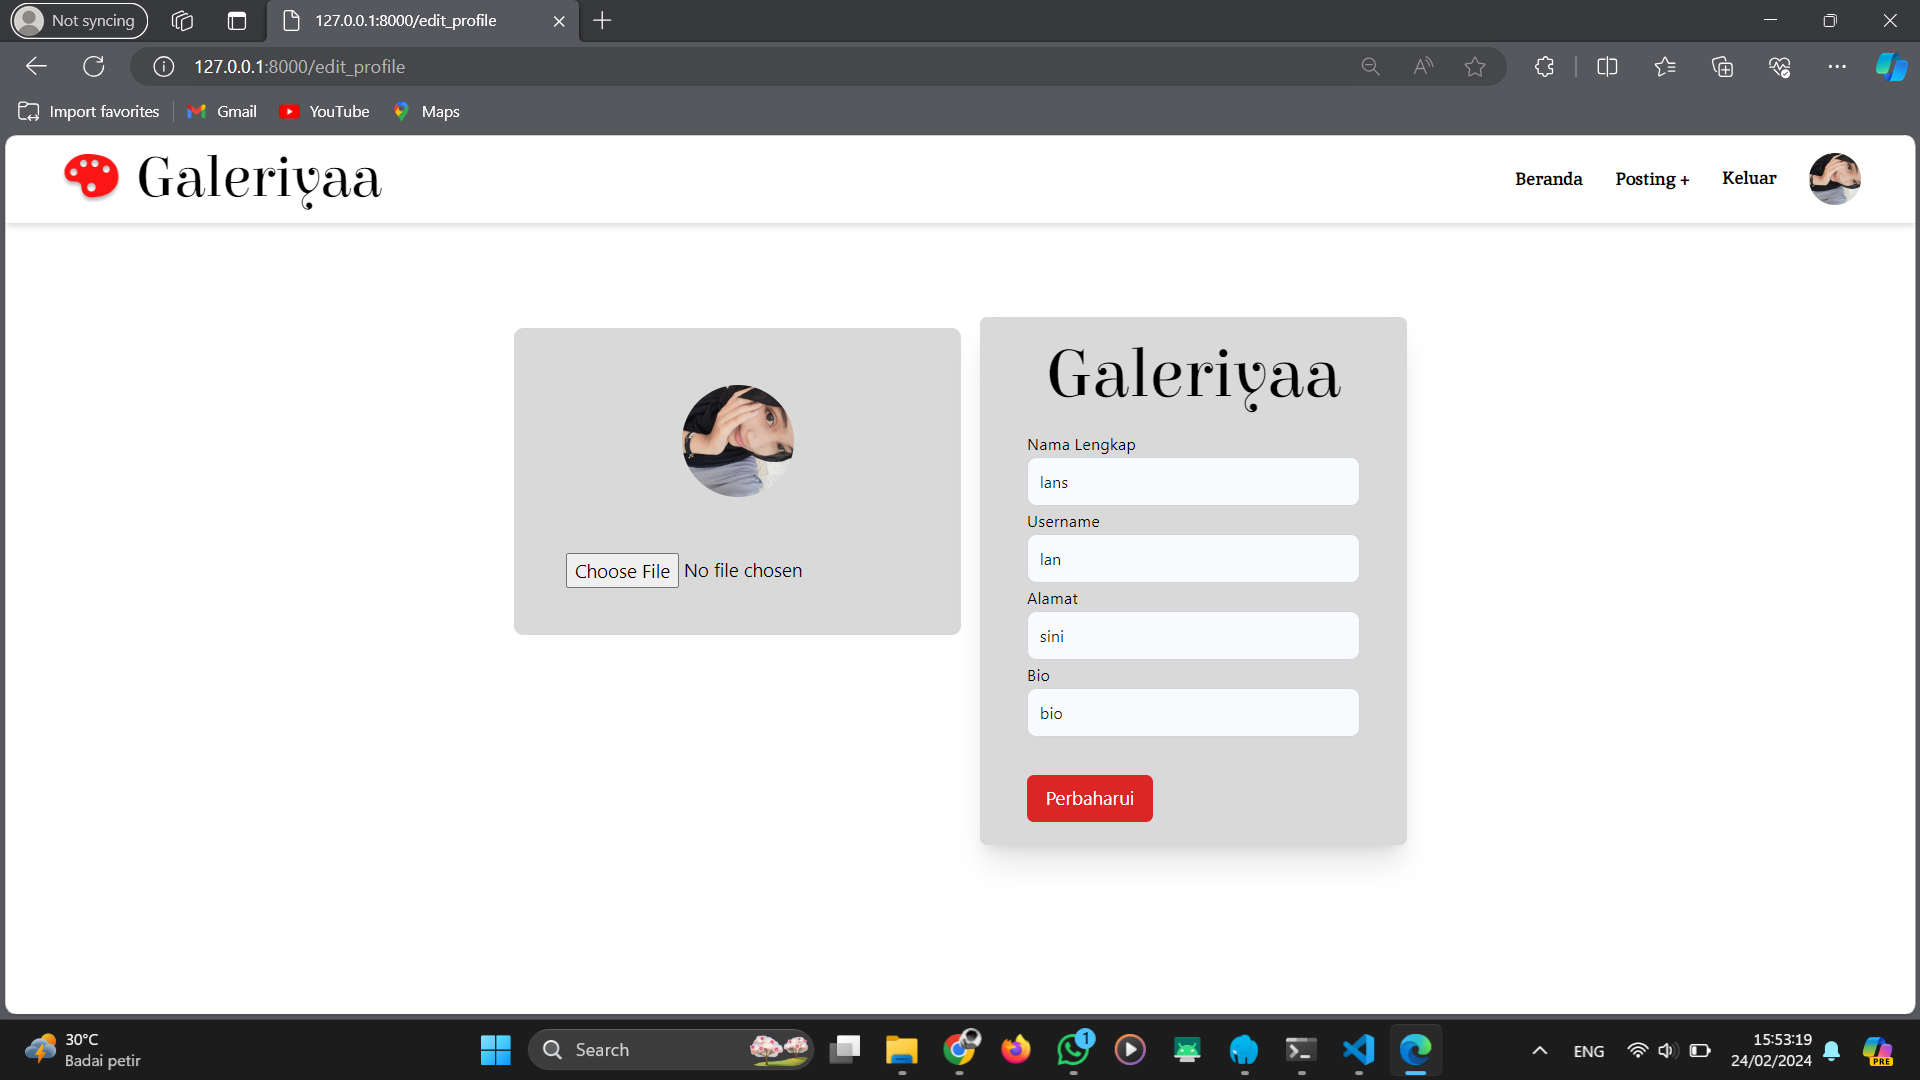 Not syncing
127.0.0.1:8000/edit_profile
127.0.0.1:8000/edit_profile
Import favorites
Gmail
YouTube
Maps
Galeriyaa
Beranda
Posting +
Keluar
Galeriyaa
Nama Lengkap
lans
Username
lan
Alamat
sini
Bio
bio
Perbaharui
Choose File No file chosen
30°C
Badai petir
Search
1
ENG
15:53:19
24/02/2024
PRE